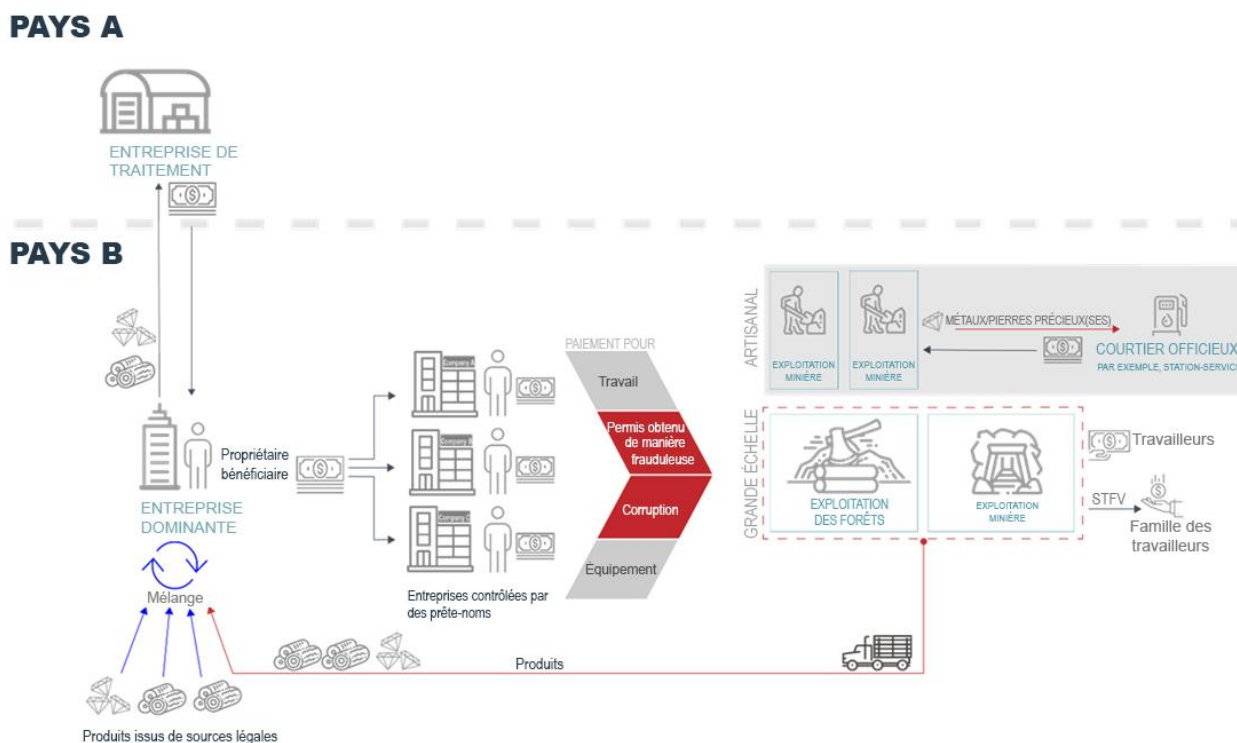 PAYS A
ENTREPRISE DE
TRAITEMENT
PAYS B
ARTISANAL
EXPLOITATION
MINIÈRE
EXPLOITATION
MINIÈRE
MÉTAUX/PIERRES PRÉCIEUX(SES)
COURTIER OFFICIEUX
PAR EXEMPLE, STATION-SERVICE
PAIEMENT POUR
Travail
Permis obtenu
de manière
frauduleuse
Corruption
Équipement
Company A
Propriétaire
bénéficiaire
ENTREPRISE
DOMINANTE
Mélange
Entreprises contrôlées par
des prête-noms
GRANDE ÉCHELLE
EXPLOITATION
DES FORÊTS
EXPLOITATION
MINIÈRE
Travailleurs
STFV
Famille des
travailleurs
Produits
Produits issus de sources légales